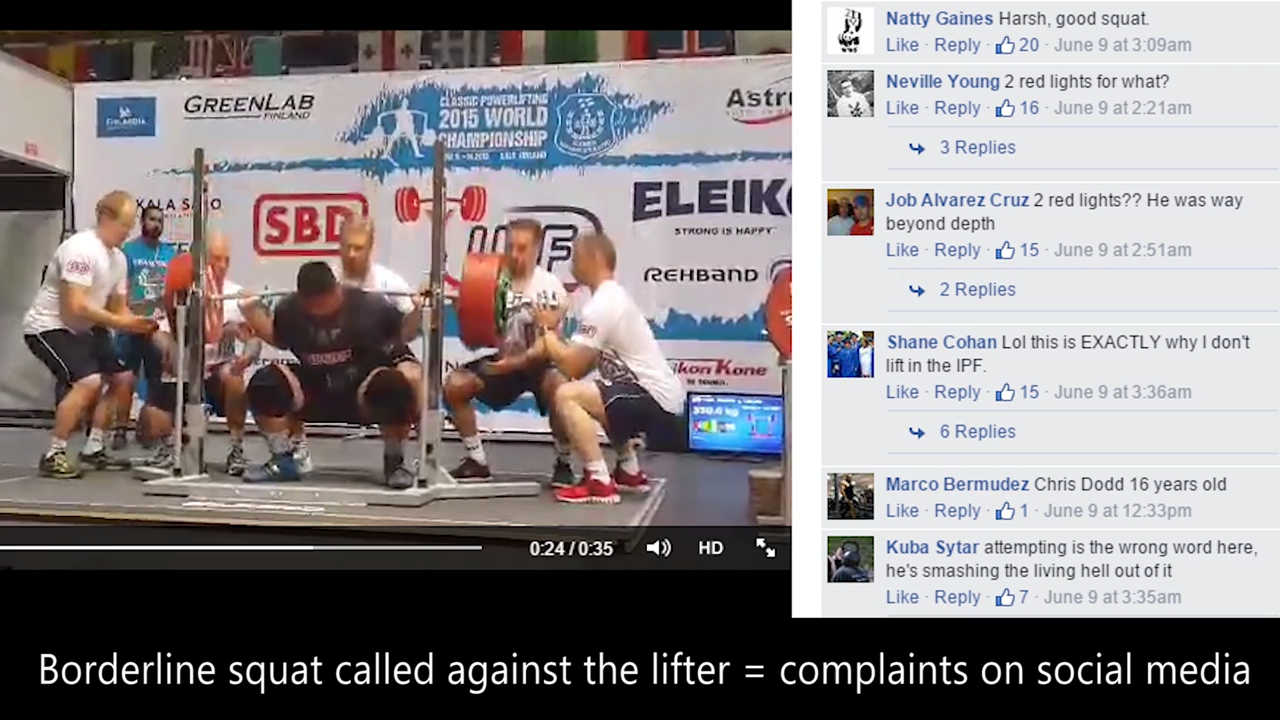 FINLANDIA
GREENLAB
FINLAND
CLASSIC POWERLIFTING
2015 WORLD
CHAMPIONSHIP
SBD
ELEIK
STRONG IS HAPPY
REHBAND
ikon Kone
0:24 / 0:35
HD
Natty Gaines Harsh, good squat.
Like · Reply · 20 · June 9 at 3:09am
Neville Young 2 red lights for what?
Like · Reply · 16 · June 9 at 2:21am
3 Replies
Job Alvarez Cruz 2 red lights?? He was way
beyond depth
Like · Reply · 15 · June 9 at 2:51am
2 Replies
Shane Cohan Lol this is EXACTLY why I don't
lift in the IPF.
Like · Reply · 15 · June 9 at 3:36am
6 Replies
Marco Bermudez Chris Dodd 16 years old
Like · Reply · 1 · June 9 at 12:33pm
Kuba Sytar attempting is the wrong word here,
he's smashing the living hell out of it
Like · Reply · 7 · June 9 at 3:35am
Borderline squat called against the lifter = complaints on social media